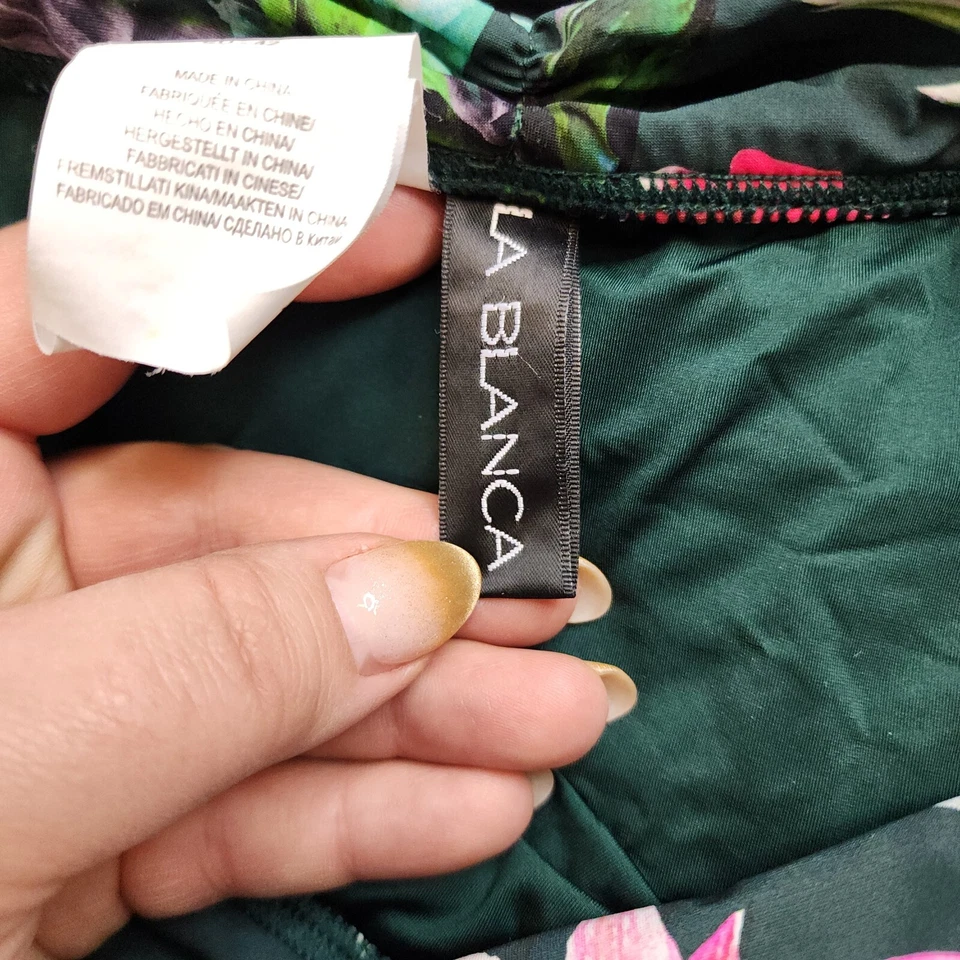 MADE IN CHINA
FABRIQUÉE EN CHINE/
HECHO EN CHINA/
HERGESTELLT IN CHINA/
FABBRICATI IN CINESE/
FREMSTILLATI KINA/MAAKTEN IN CHINA
FABRICADO EM CHINA/ СДЕЛАНО В Китае
LA BLANCA